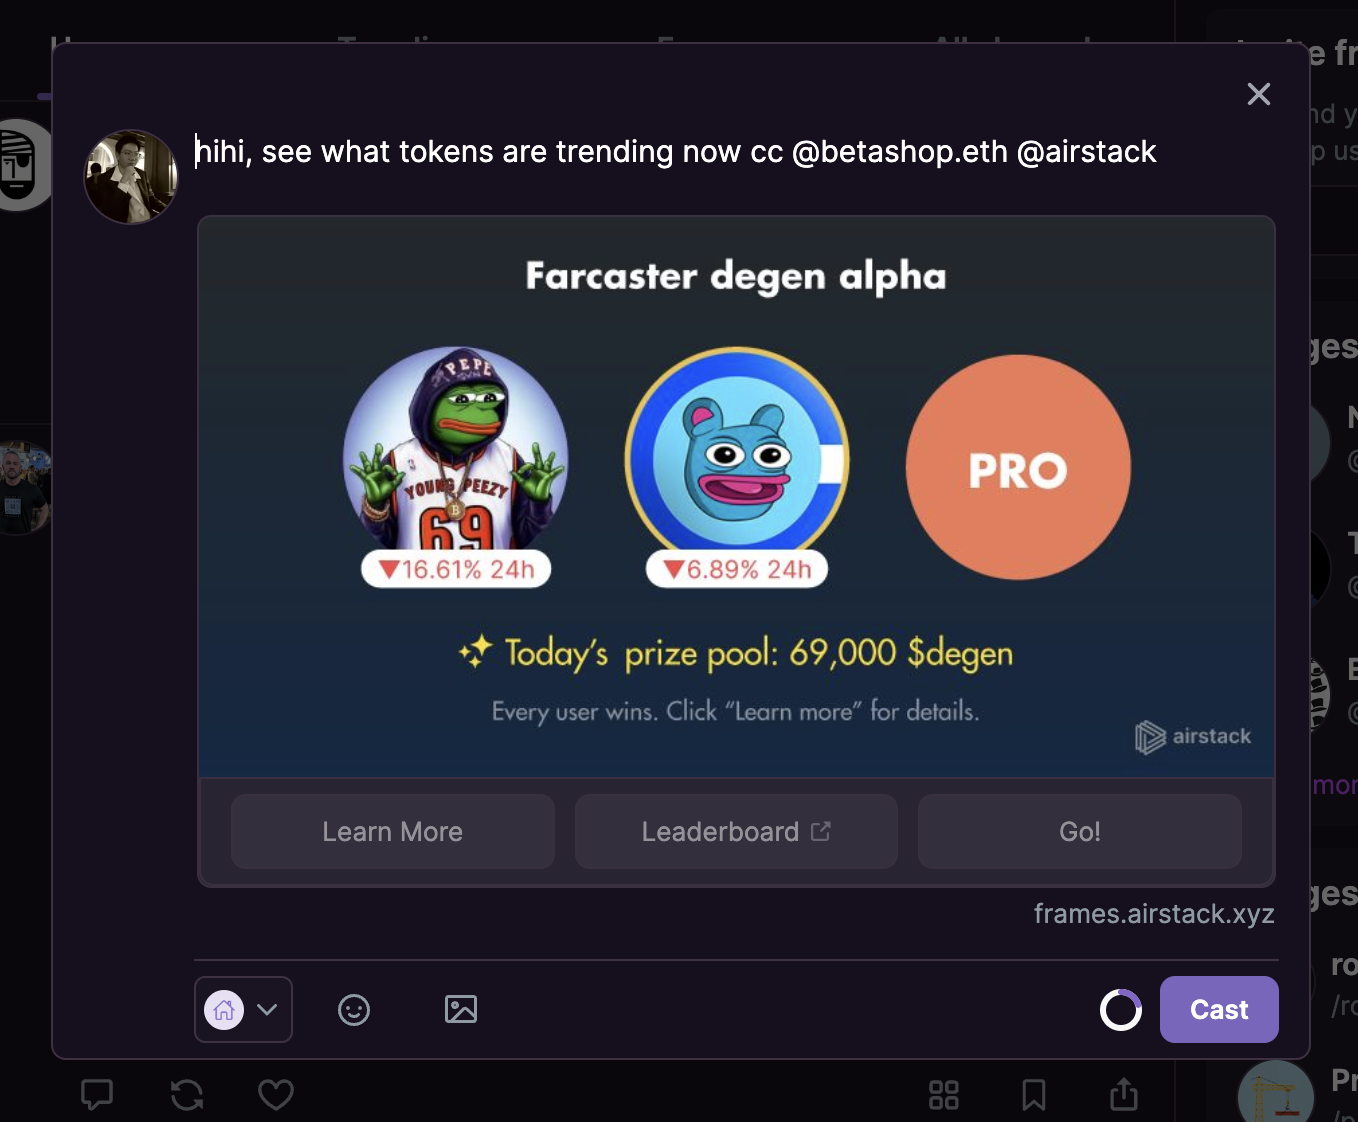 hihi, see what tokens are trending now cc @betashop.eth @airstack
Farcaster degen alpha
PEPE
YOUNG PEEZY
69
PRO
▼16.61% 24h
▼6.89% 24h
✨ Today’s prize pool: 69,000 $degen
Every user wins. Click “Learn more” for details.
airstack
Learn More
Leaderboard
Go!
frames.airstack.xyz
Cast